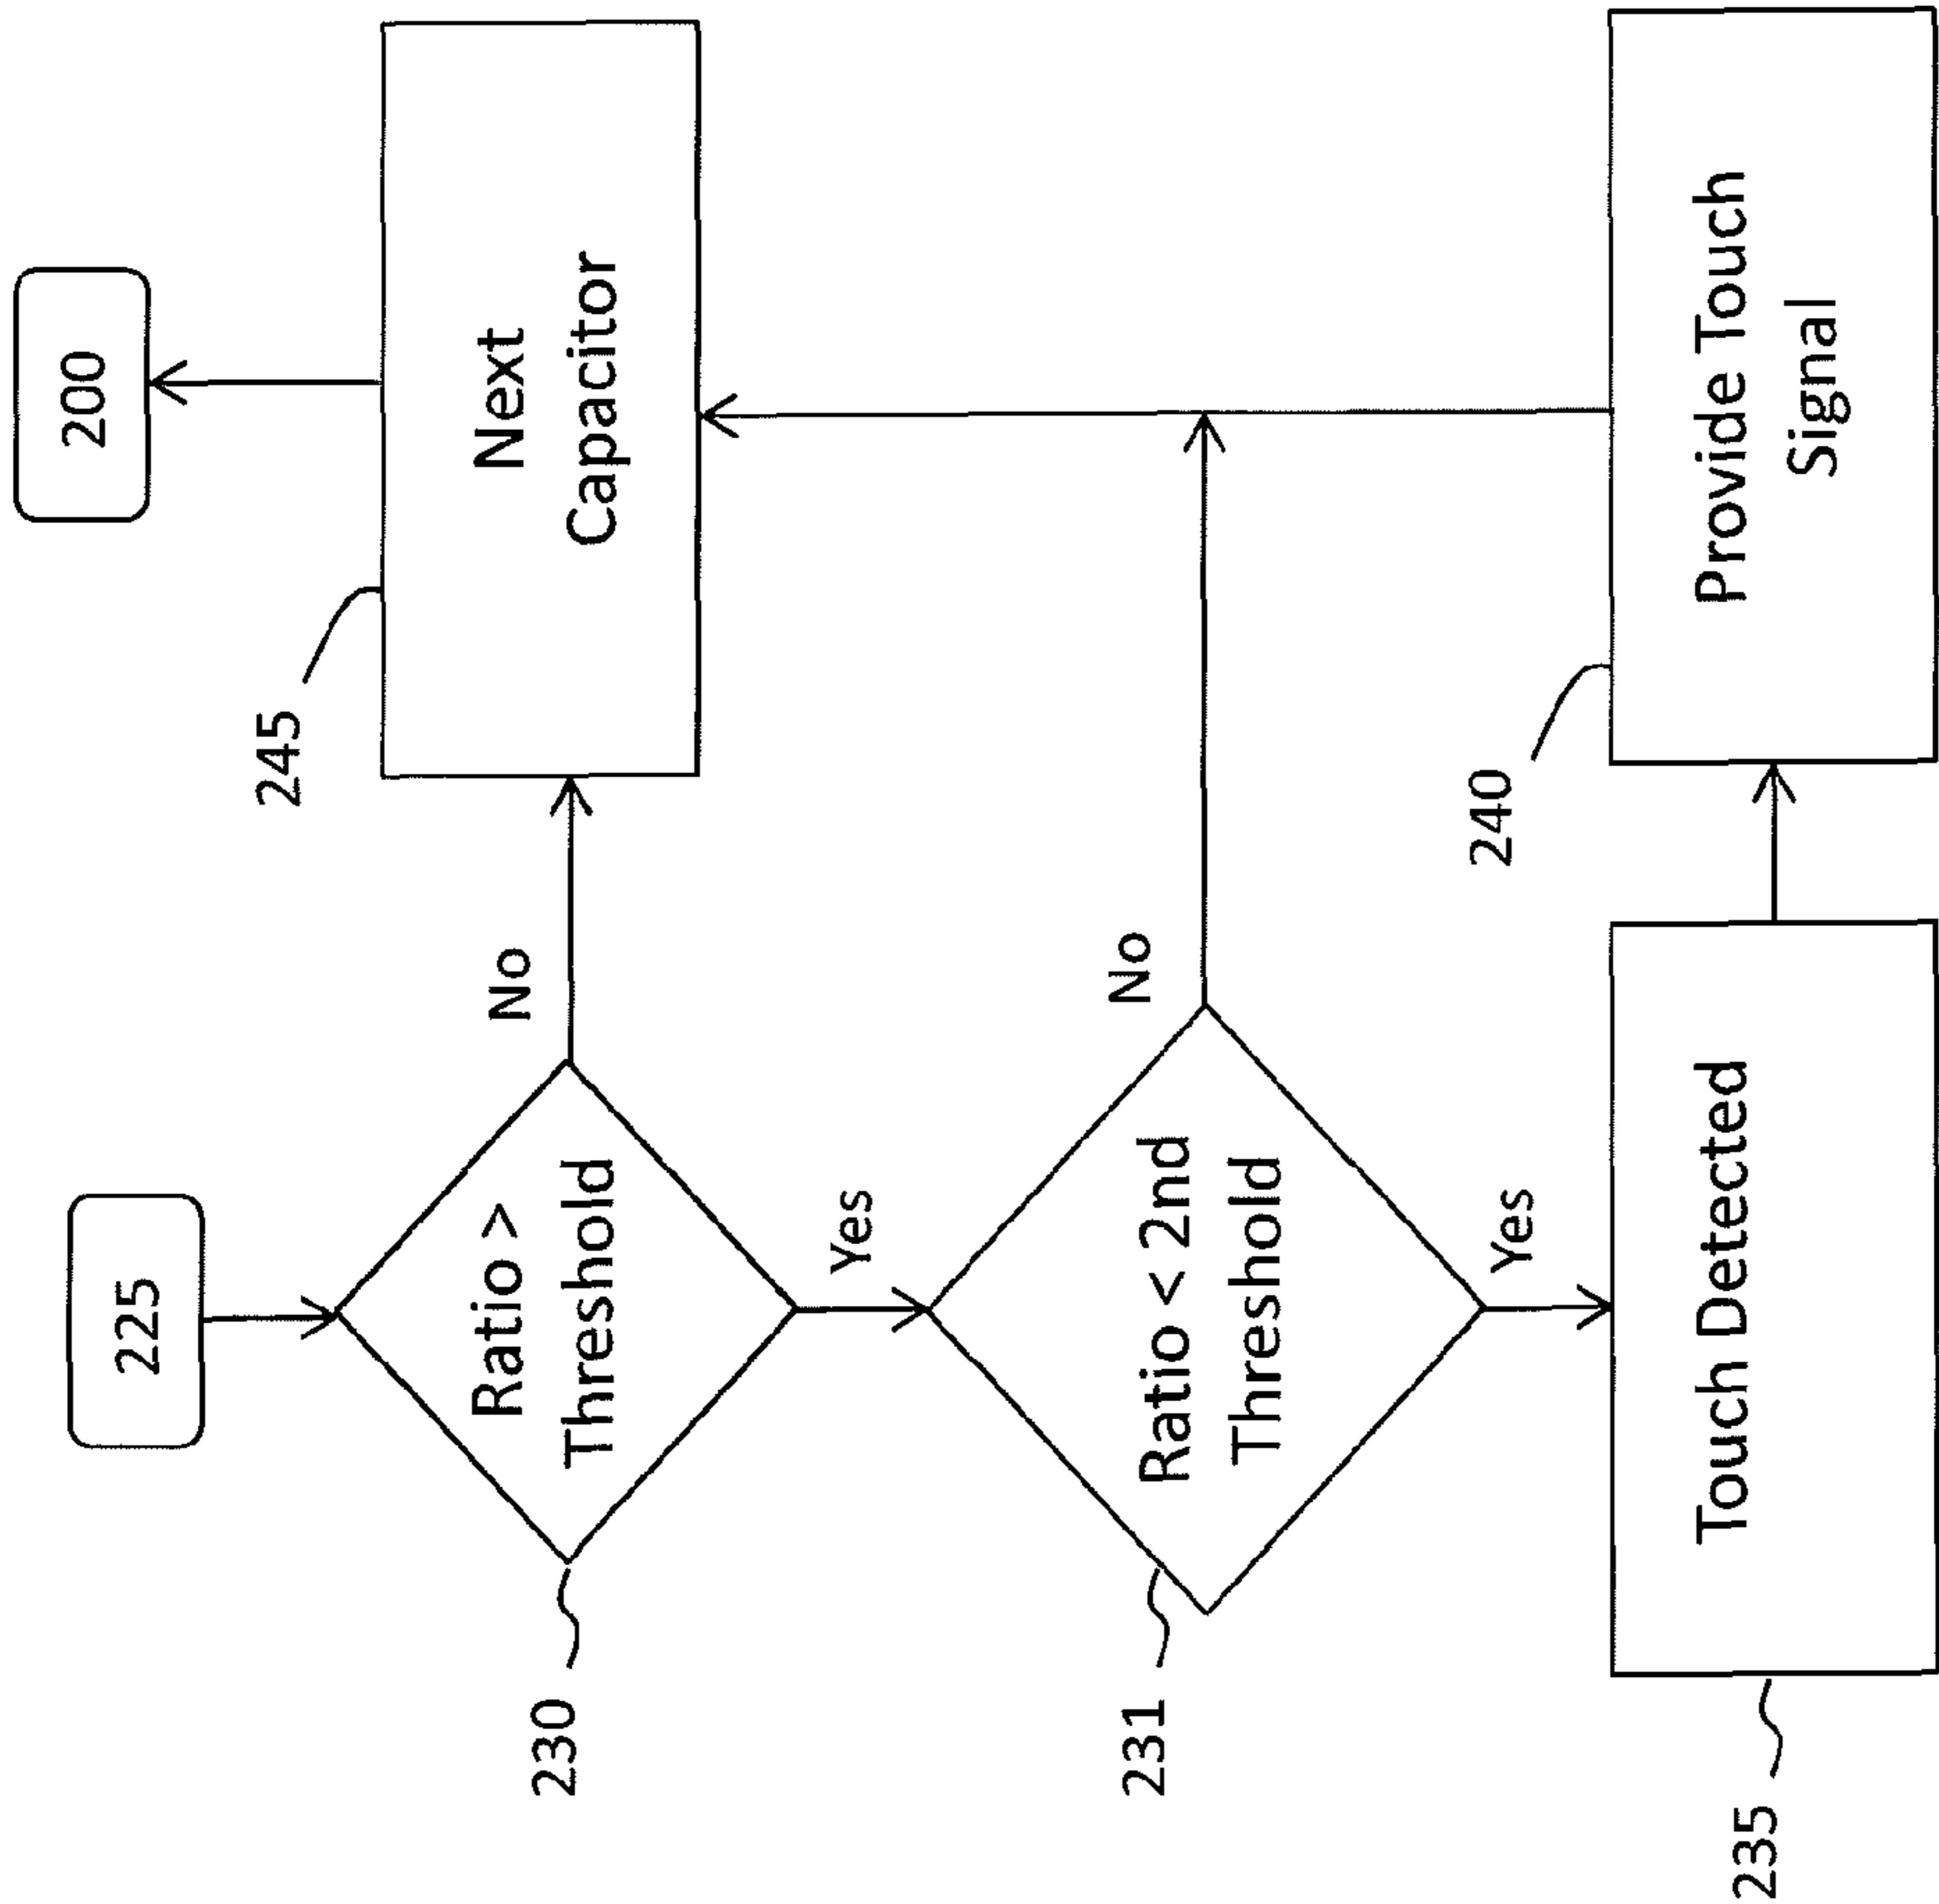 225
200
230
Ratio >
Threshold
No
245
Next
Capacitor
Yes
231
Ratio < 2nd
Threshold
No
Yes
235
Touch Detected
240
Provide Touch
Signal